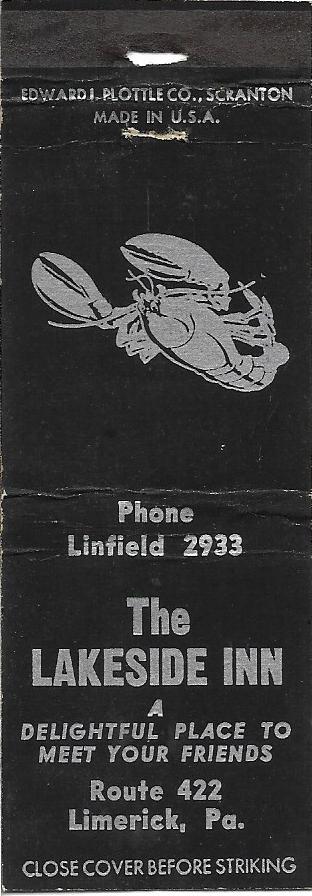 EDWARD I. PLOTTLE CO., SCRANTON
MADE IN U.S.A.
Phone
Linfield 2933
The
LAKESIDE INN
A
DELIGHTFUL PLACE TO
MEET YOUR FRIENDS
Route 422
Limerick, Pa.
CLOSE COVER BEFORE STRIKING